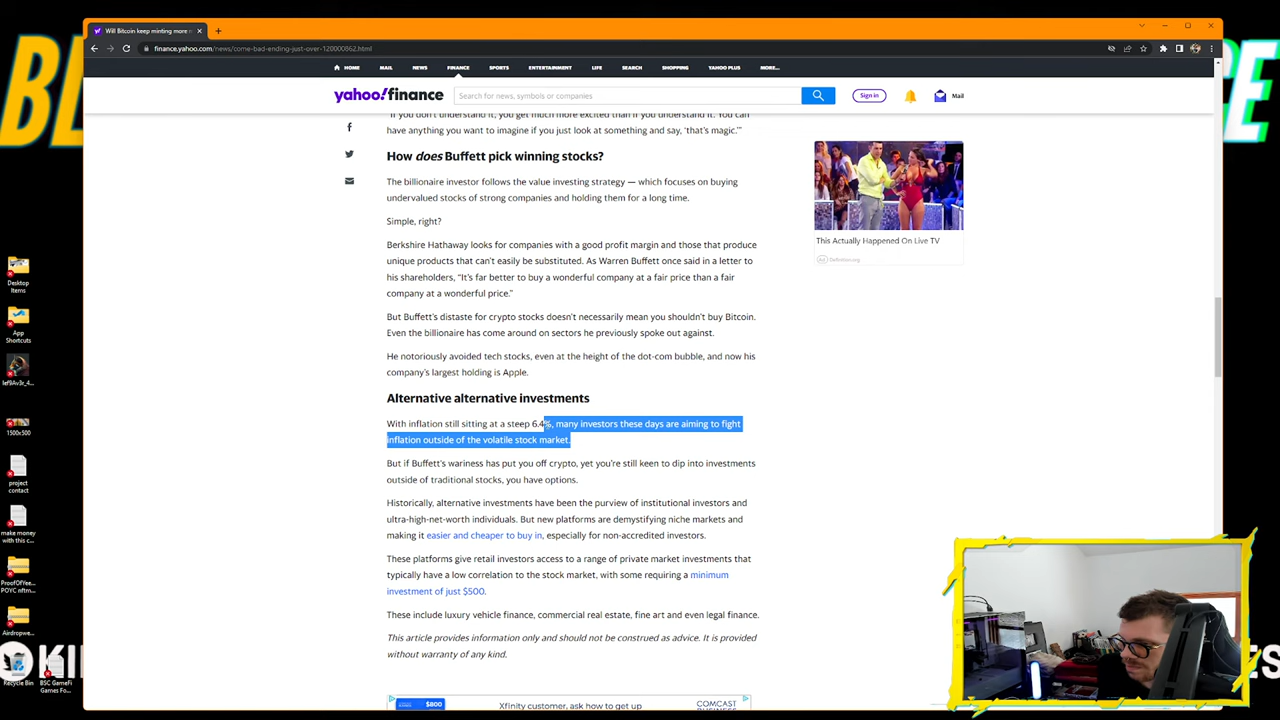 Will Bitcoin keep minting more
finance.yahoo.com/news/come-bad-ending-just-over-120000862.html
HOME MAIL NEWS FINANCE SPORTS ENTERTAINMENT LIFE SEARCH SHOPPING YAHOO PLUS MORE...
yahoo!finance
Search for news, symbols or companies
Sign in
Mail
"If you don't understand it, you get much more excited than if you understand it. You can
have anything you want to imagine if you just look at something and say, 'that's magic.'"
How does Buffett pick winning stocks?
The billionaire investor follows the value investing strategy — which focuses on buying
undervalued stocks of strong companies and holding them for a long time.
Simple, right?
Berkshire Hathaway looks for companies with a good profit margin and those that produce
unique products that can't easily be substituted. As Warren Buffett once said in a letter to
his shareholders, "It's far better to buy a wonderful company at a fair price than a fair
company at a wonderful price."
But Buffett's distaste for crypto stocks doesn't necessarily mean you shouldn't buy Bitcoin.
Even the billionaire has come around on sectors he previously spoke out against.
He notoriously avoided tech stocks, even at the height of the dot-com bubble, and now his
company's largest holding is Apple.
Alternative alternative investments
With inflation still sitting at a steep 6.4%, many investors these days are aiming to fight
inflation outside of the volatile stock market.
But if Buffett's wariness has put you off crypto, yet you're still keen to dip into investments
outside of traditional stocks, you have options.
Historically, alternative investments have been the purview of institutional investors and
ultra-high-net-worth individuals. But new platforms are demystifying niche markets and
making it easier and cheaper to buy in, especially for non-accredited investors.
These platforms give retail investors access to a range of private market investments that
typically have a low correlation to the stock market, with some requiring a minimum
investment of just $500.
These include luxury vehicle finance, commercial real estate, fine art and even legal finance.
This article provides information only and should not be construed as advice. It is provided
without warranty of any kind.
This Actually Happened On Live TV
Ad Definition.org
$800
Xfinity customer, ask how to get up
COMCAST
BUSINESS
Desktop
Items
App
Shortcuts
1500x500
project
contact
make money
with this c...
ProofOfYee...
POYC nftm...
Airdropwe...
Recycle Bin
BSC GameFi
Games Fo...